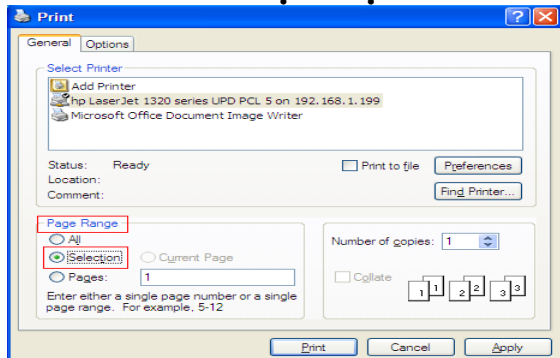 Print
General Options
Select Printer
Add Printer
hp LaserJet 1320 series UPD PCL 5 on 192.168.1.199
Microsoft Office Document Image Writer
Status: Ready
Print to file
Preferences
Location:
Comment:
Find Printer...
Page Range
All
Selection
Current Page
Pages: 1
Enter either a single page number or a single
page range. For example, 5-12
Number of copies: 1
Collate
1 1 2 2 3 3
Print Cancel Apply